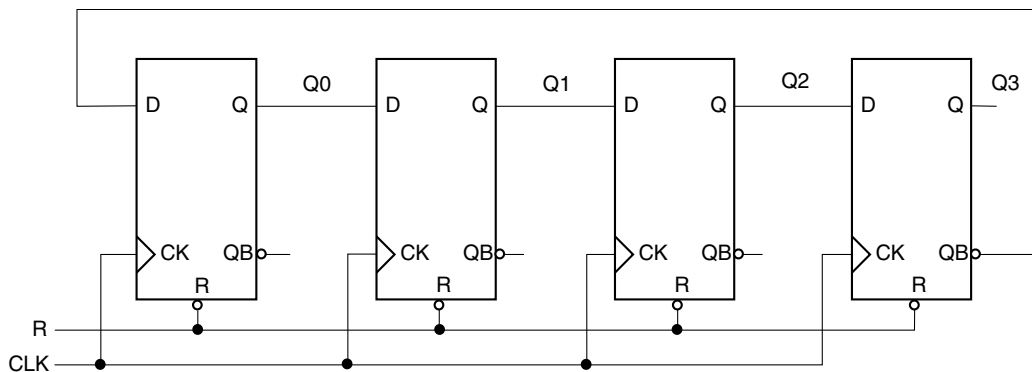 Q0 Q1 Q2 Q3
D Q D Q D Q D Q
CK QB CK QB CK QB CK QB
R R R R
R
CLK